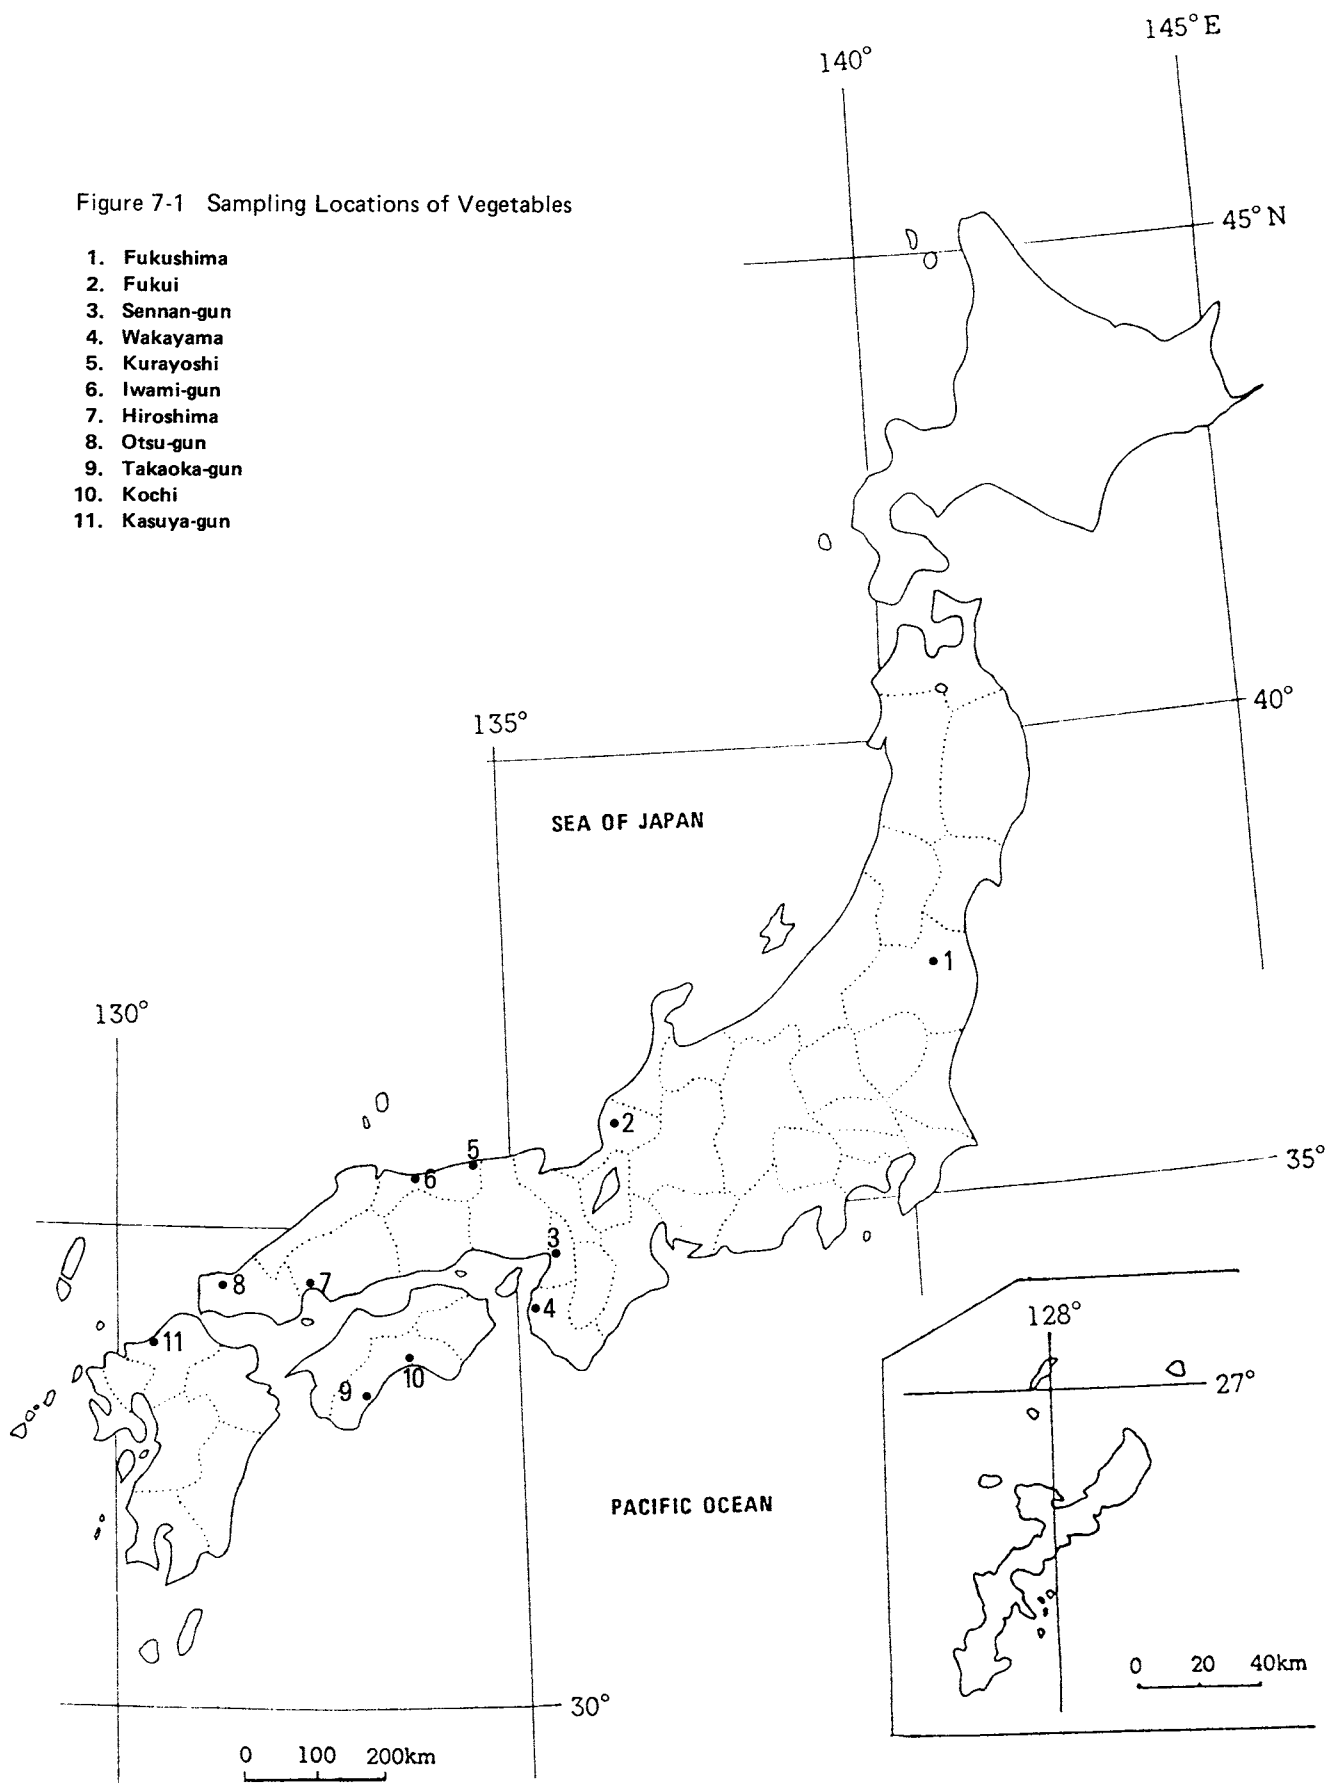 145° E
140°
Figure 7-1 Sampling Locations of Vegetables
45° N
1. Fukushima
2. Fukui
3. Sennan-gun
4. Wakayama
5. Kurayoshi
6. Iwami-gun
7. Hiroshima
8. Otsu-gun
9. Takaoka-gun
10. Kochi
11. Kasuya-gun
40°
135°
SEA OF JAPAN
1
130°
2
5
6
35°
3
8
7
4
128°
11
10
9
27°
PACIFIC OCEAN
0 20 40km
30°
0 100 200km